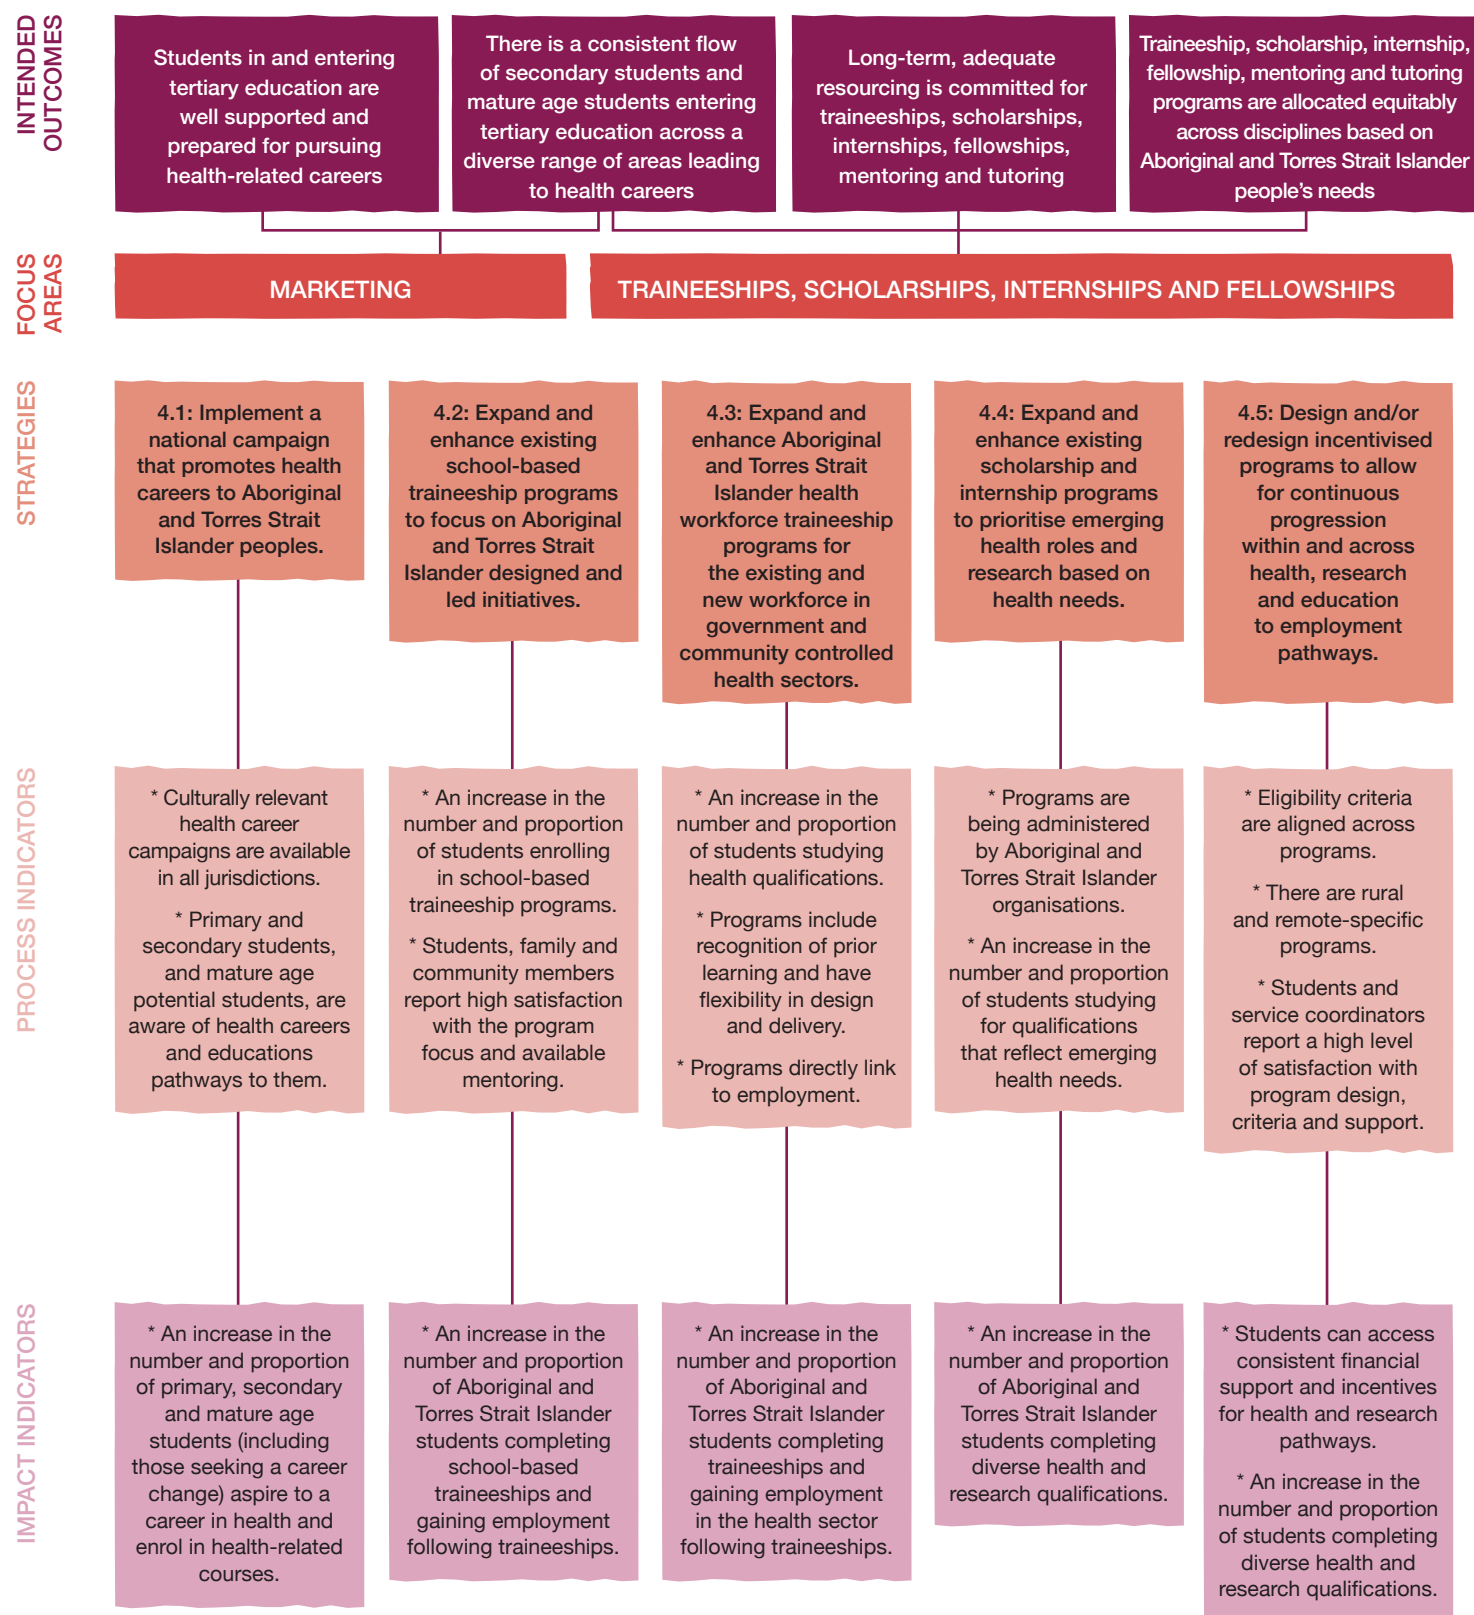 INTENDED
OUTCOMES
Students in and entering
tertiary education are
well supported and
prepared for pursuing
health-related careers
There is a consistent flow
of secondary students and
mature age students entering
tertiary education across a
diverse range of areas leading
to health careers
Long-term, adequate
resourcing is committed for
traineeships, scholarships,
internships, fellowships,
mentoring and tutoring
Traineeship, scholarship, internship,
fellowship, mentoring and tutoring
programs are allocated equitably
across disciplines based on
Aboriginal and Torres Strait Islander
people's needs
FOCUS
AREAS
MARKETING
TRAINEESHIPS, SCHOLARSHIPS, INTERNSHIPS AND FELLOWSHIPS
STRATEGIES
4.1: Implement a
national campaign
that promotes health
careers to Aboriginal
and Torres Strait
Islander peoples.
4.2: Expand and
enhance existing
school-based
traineeship programs
to focus on Aboriginal
and Torres Strait
Islander designed and
led initiatives.
4.3: Expand and
enhance Aboriginal
and Torres Strait
Islander health
workforce traineeship
programs for
the existing and
new workforce in
government and
community controlled
health sectors.
4.4: Expand and
enhance existing
scholarship and
internship programs
to prioritise emerging
health roles and
research based on
health needs.
4.5: Design and/or
redesign incentivised
programs to allow
for continuous
progression
within and across
health, research
and education
to employment
pathways.
PROCESS INDICATORS
* Culturally relevant
health career
campaigns are available
in all jurisdictions.
* Primary and
secondary students,
and mature age
potential students, are
aware of health careers
and educations
pathways to them.
* An increase in the
number and proportion
of students enrolling
in school-based
traineeship programs.
* Students, family and
community members
report high satisfaction
with the program
focus and available
mentoring.
* An increase in the
number and proportion
of students studying
health qualifications.
* Programs include
recognition of prior
learning and have
flexibility in design
and delivery.
* Programs directly link
to employment.
* Programs are
being administered
by Aboriginal and
Torres Strait Islander
organisations.
* An increase in the
number and proportion
of students studying
for qualifications
that reflect emerging
health needs.
* Eligibility criteria
are aligned across
programs.
* There are rural
and remote-specific
programs.
* Students and
service coordinators
report a high level
of satisfaction with
program design,
criteria and support.
IMPACT INDICATORS
* An increase in the
number and proportion
of primary, secondary
and mature age
students (including
those seeking a career
change) aspire to a
career in health and
enrol in health-related
courses.
* An increase in the
number and proportion
of Aboriginal and
Torres Strait Islander
students completing
school-based
traineeships and
gaining employment
following traineeships.
* An increase in the
number and proportion
of Aboriginal and
Torres Strait Islander
students completing
traineeships and
gaining employment
in the health sector
following traineeships.
* An increase in the
number and proportion
of Aboriginal and
Torres Strait Islander
students completing
diverse health and
research qualifications.
* Students can access
consistent financial
support and incentives
for health and research
pathways.
* An increase in the
number and proportion
of students completing
diverse health and
research qualifications.